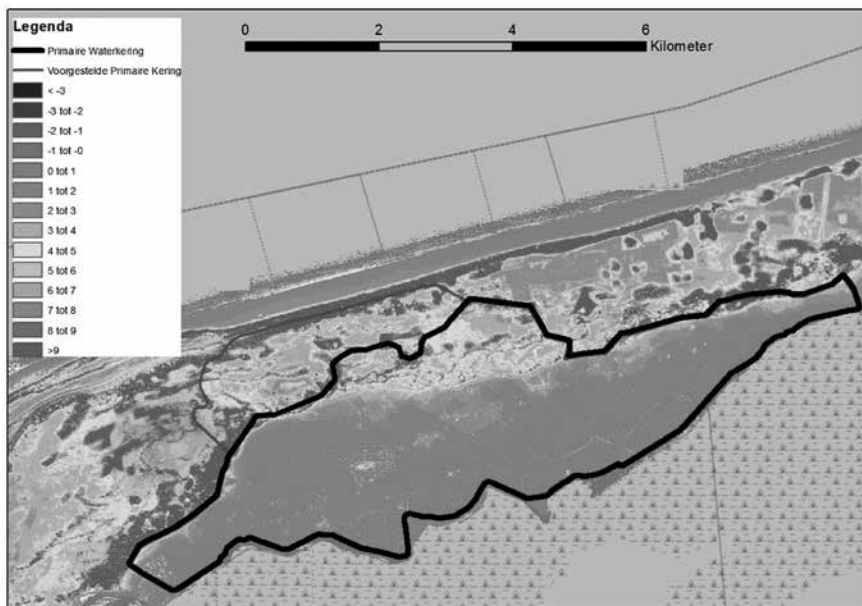 Legenda
Primaire Waterkering
Voorgestelde Primaire Kering
< -3
-3 tot -2
-2 tot -1
-1 tot -0
0 tot 1
1 tot 2
2 tot 3
3 tot 4
4 tot 5
5 tot 6
6 tot 7
7 tot 8
8 tot 9
>9
0 2 4 6
Kilometer